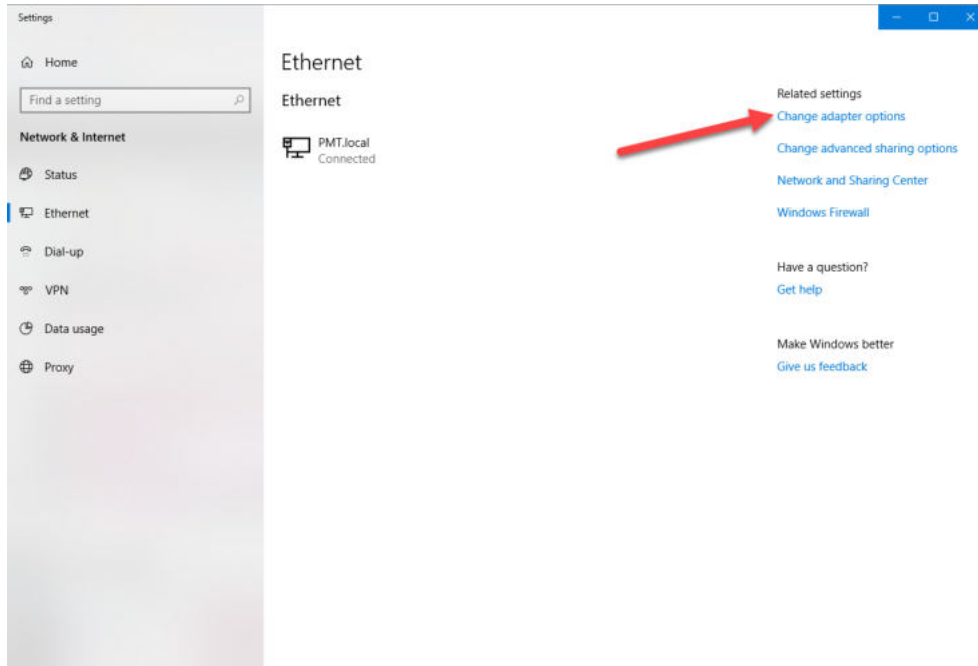 Settings
Home
Find a setting
Network & Internet
Status
Ethernet
Dial-up
VPN
Data usage
Proxy
Ethernet
Ethernet
PMT.local
Connected
Related settings
Change adapter options
Change advanced sharing options
Network and Sharing Center
Windows Firewall
Have a question?
Get help
Make Windows better
Give us feedback